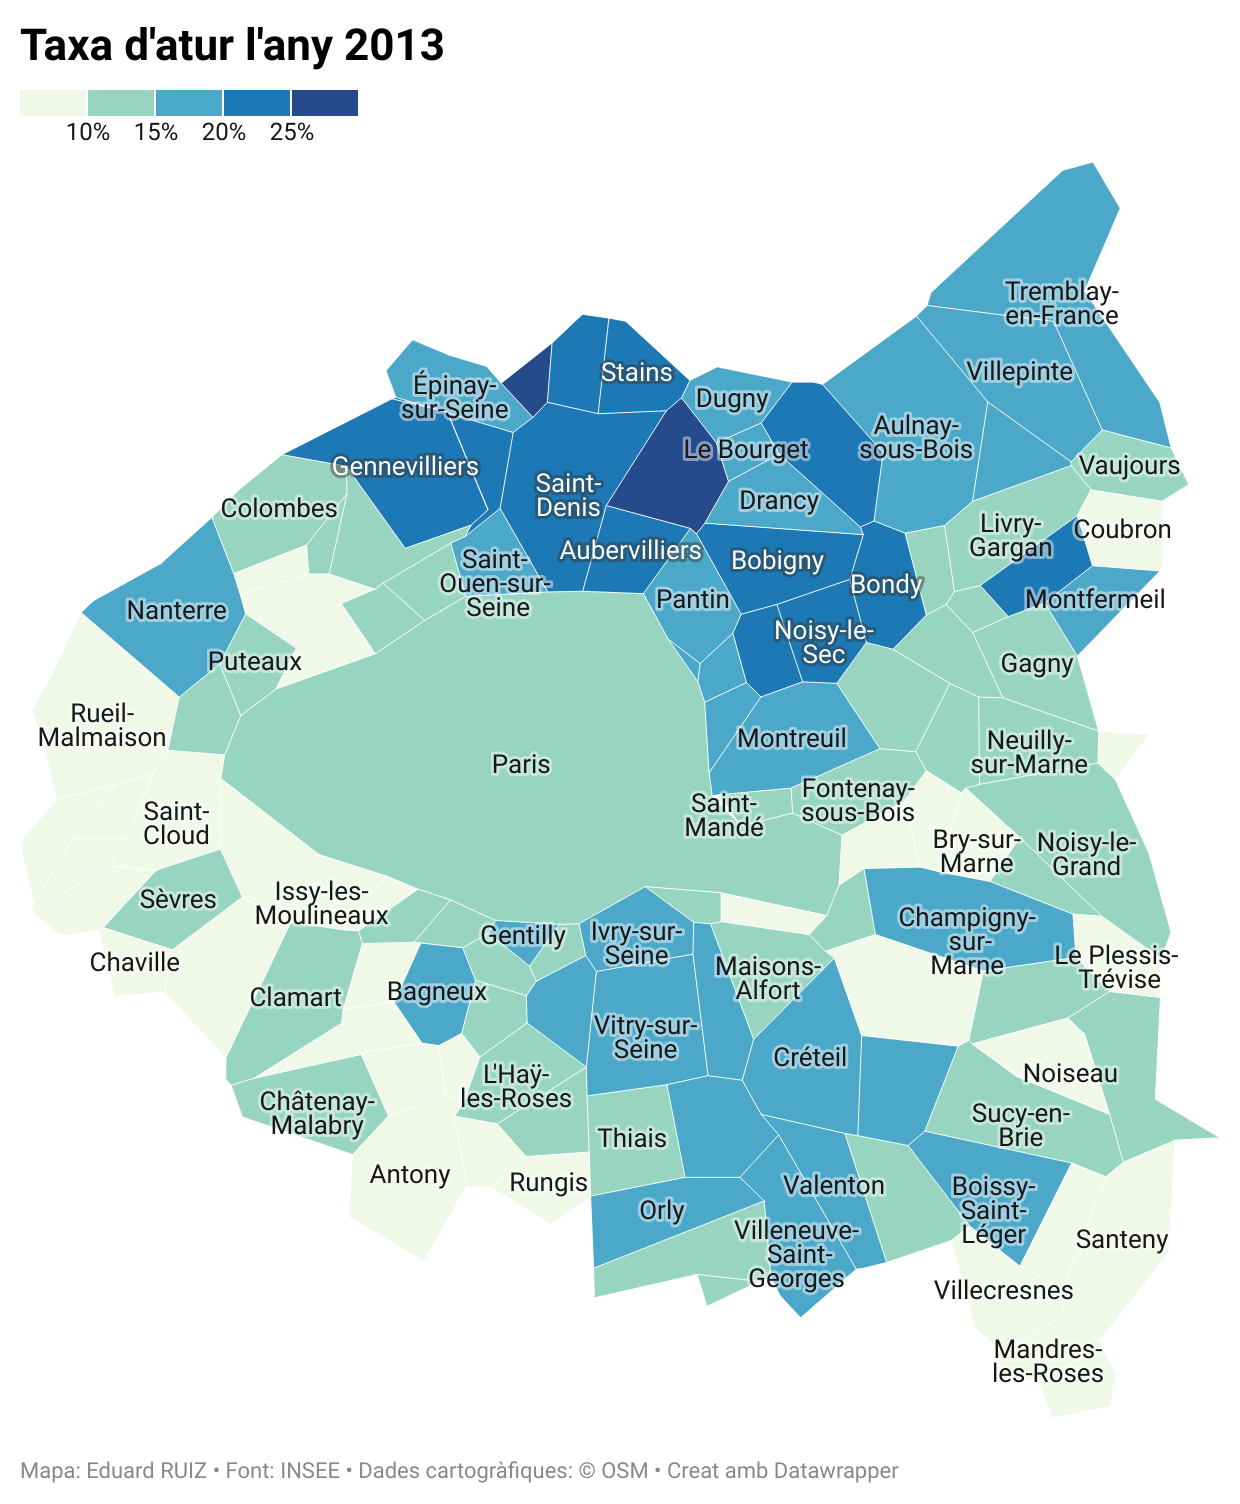 Taxa d'atur l'any 2013
10% 15% 20% 25%
Tremblay-
en-France
Stains
Villepinte
Épinay-
sur-Seine
Dugny
Aulnay-
sous-Bois
Le Bourget
Gennevilliers
Vaujours
Saint-
Denis
Drancy
Colombes
Livry-
Gargan
Coubron
Aubervilliers
Bobigny
Saint-
Ouen-sur-
Seine
Bondy
Pantin
Montfermeil
Nanterre
Noisy-le-
Sec
Puteaux
Gagny
Rueil-
Malmaison
Montreuil
Neuilly-
sur-Marne
Paris
Saint-
Mandé
Fontenay-
sous-Bois
Saint-
Cloud
Bry-sur-
Marne
Noisy-le-
Grand
Sèvres
Issy-les-
Moulineaux
Champigny-
sur-
Marne
Gentilly
Ivry-sur-
Seine
Chaville
Le Plessis-
Trévise
Maisons-
Alfort
Clamart
Bagneux
Vitry-sur-
Seine
Créteil
L'Haÿ-
les-Roses
Noiseau
Châtenay-
Malabry
Sucy-en-
Brie
Thiais
Antony
Rungis
Valenton
Boissy-
Saint-
Léger
Orly
Villeneuve-
Saint-
Georges
Santeny
Villecresnes
Mandres-
les-Roses
Mapa: Eduard RUIZ • Font: INSEE • Dades cartogràfiques: © OSM • Creat amb Datawrapper